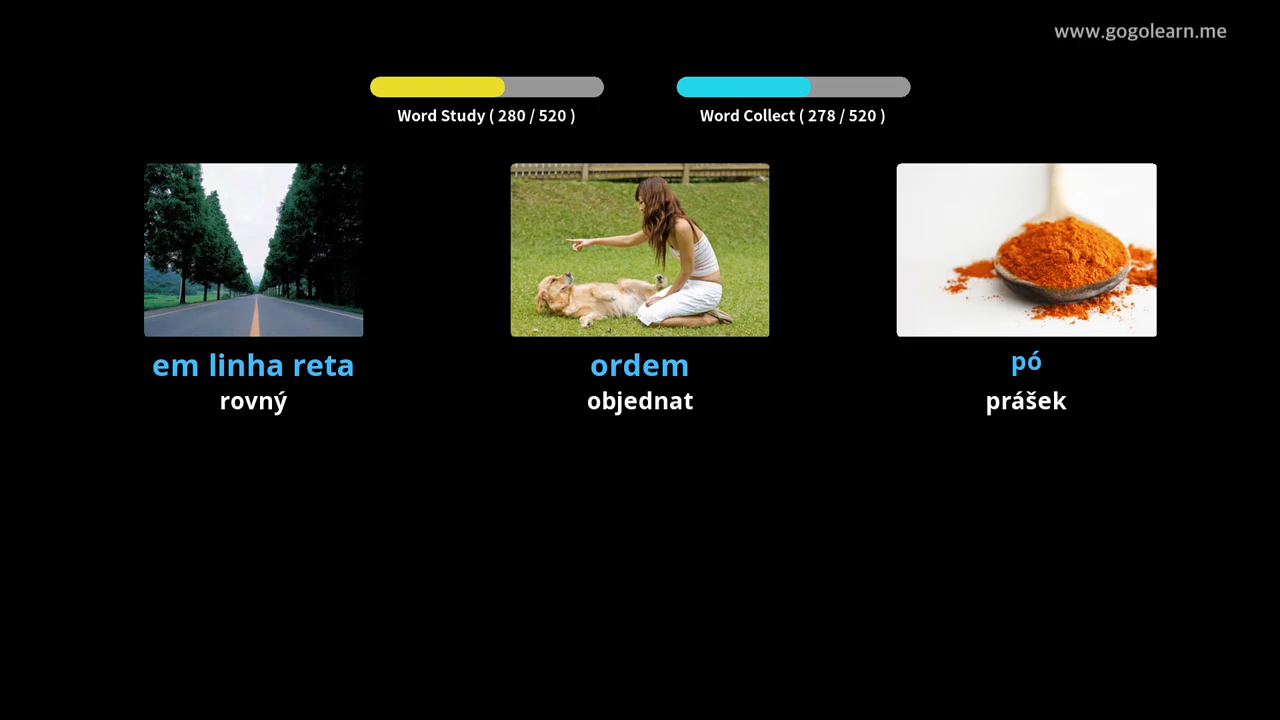 www.gogolearn.me
Word Study ( 280 / 520 )
Word Collect ( 278 / 520 )
em linha reta
rovný
ordem
objednat
pó
prášek